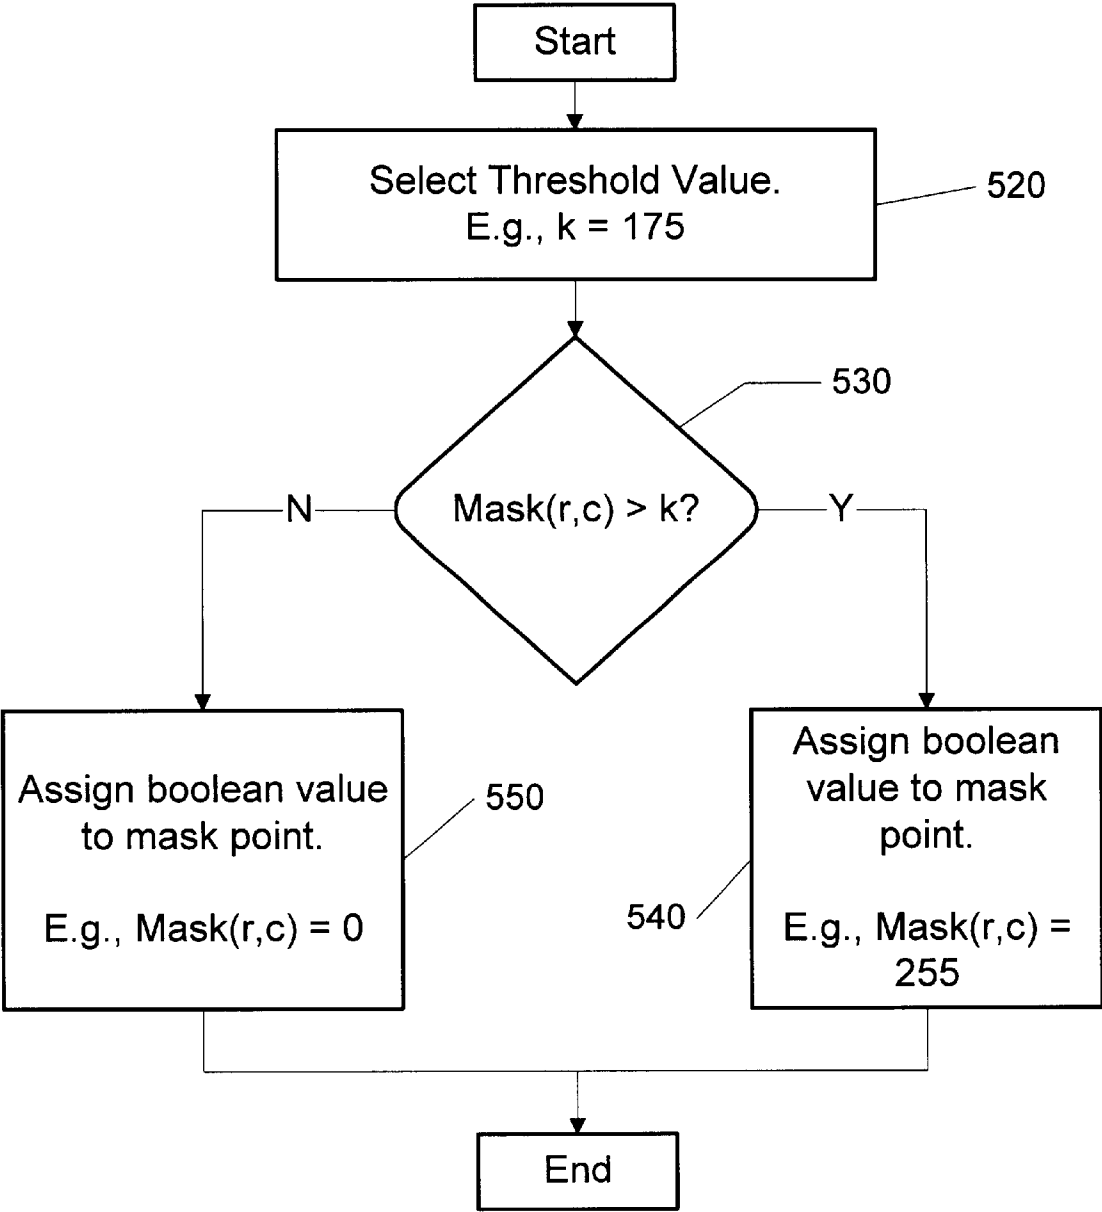 Start
Select Threshold Value.
E.g., k = 175
520
530
Mask(r,c) > k?
N
Y
Assign boolean value
to mask point.
E.g., Mask(r,c) = 0
550
Assign boolean
value to mask
point.
E.g., Mask(r,c) =
255
540
End